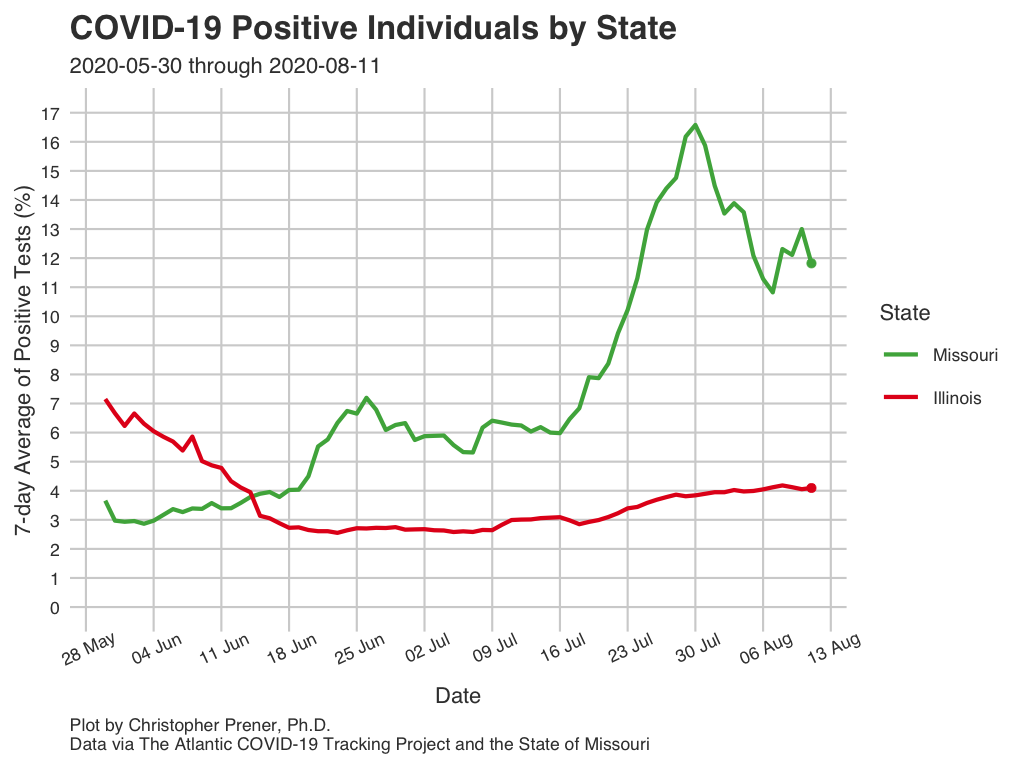 COVID-19 Positive Individuals by State
2020-05-30 through 2020-08-11
7-day Average of Positive Tests (%)
17
16
15
14
13
12
11
10
9
8
7
6
5
4
3
2
1
0
28 May
04 Jun
11 Jun
18 Jun
25 Jun
02 Jul
09 Jul
16 Jul
23 Jul
30 Jul
06 Aug
13 Aug
Date
State
Missouri
Illinois
Plot by Christopher Prener, Ph.D.
Data via The Atlantic COVID-19 Tracking Project and the State of Missouri